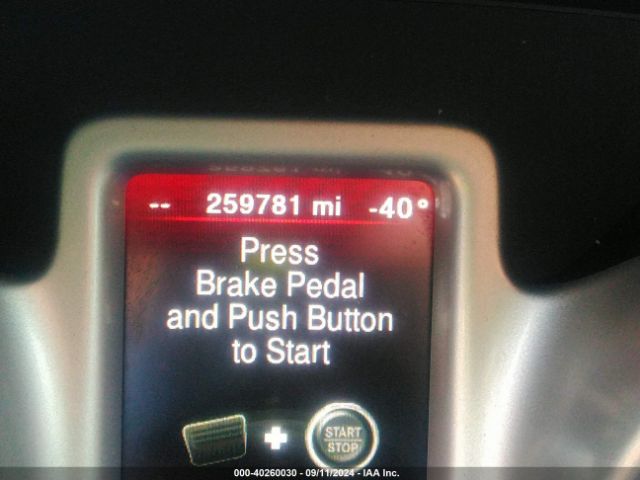 -- 259781 mi -40°
Press
Brake Pedal
and Push Button
to Start
START
STOP
000-40260030 - 09/11/2024 - IAA Inc.